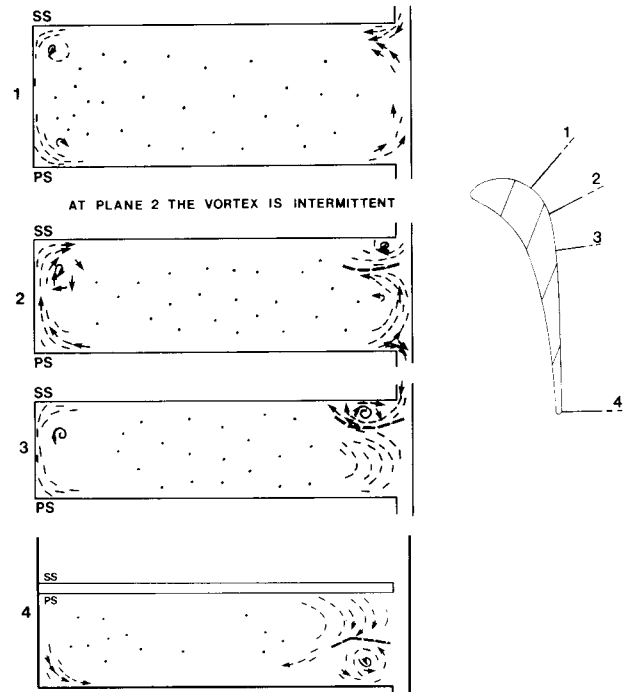 SS
1
PS
AT PLANE 2 THE VORTEX IS INTERMITTENT
SS
2
PS
SS
3
PS
SS
4
PS
1
2
3
4